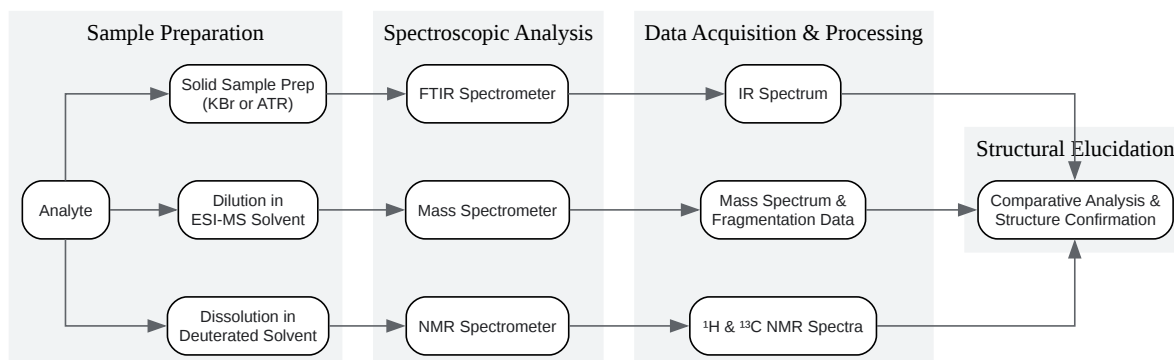 Sample Preparation
Spectroscopic Analysis
Data Acquisition & Processing
Solid Sample Prep
(KBr or ATR)
FTIR Spectrometer
IR Spectrum
Structural Elucidation
Analyte
Dilution in
ESI-MS Solvent
Mass Spectrometer
Mass Spectrum &
Fragmentation Data
Comparative Analysis &
Structure Confirmation
Dissolution in
Deuterated Solvent
NMR Spectrometer
¹H & ¹³C NMR Spectra